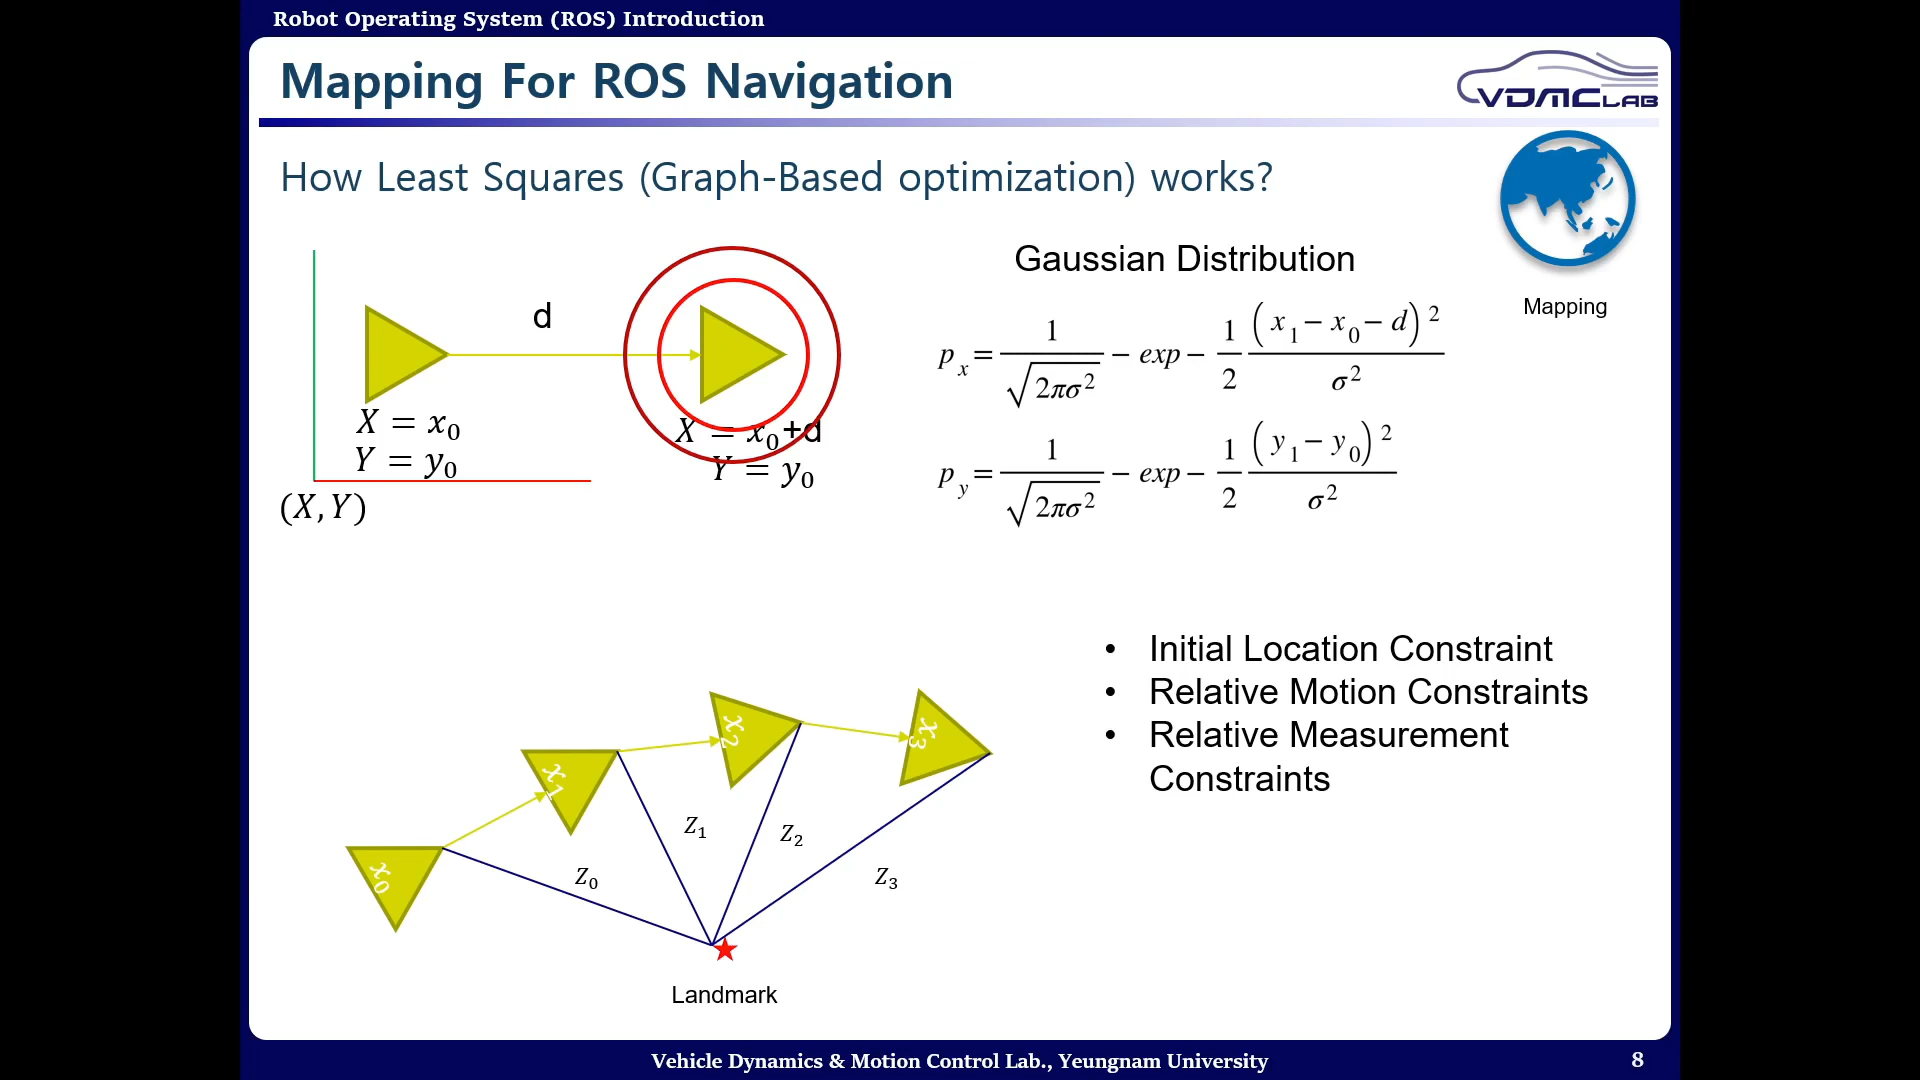 Robot Operating System (ROS) Introduction
Mapping For ROS Navigation
VDMC LAB
How Least Squares (Graph-Based optimization) works?
Mapping
d
X = x₀
Y = y₀
(X, Y)
X = x₀+d
Y = y₀
Gaussian Distribution
pₓ = 1/√(2πσ²) − exp − 1/2 (x₁ − x₀ − d)²/σ²
p_y = 1/√(2πσ²) − exp − 1/2 (y₁ − y₀)²/σ²
• Initial Location Constraint
• Relative Motion Constraints
• Relative Measurement
Constraints
x₀
x₁
x₂
x₃
Z₀
Z₁
Z₂
Z₃
Landmark
Vehicle Dynamics & Motion Control Lab., Yeungnam University
8